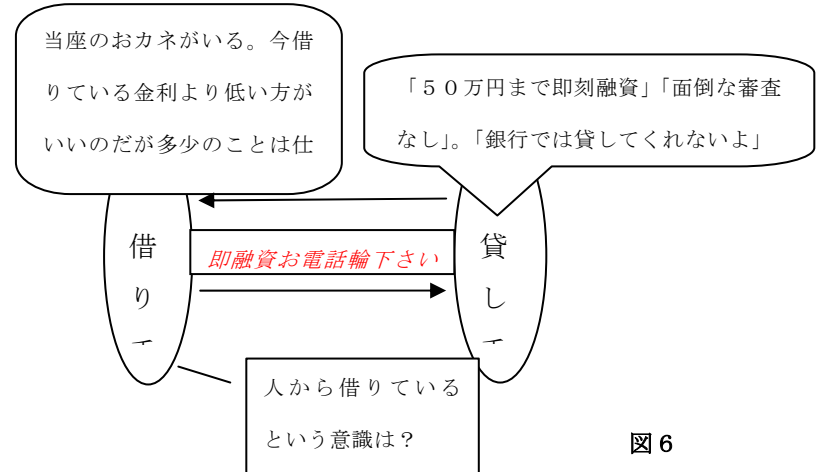 当座のおカネがいる。今借
りている金利より低い方が
いいのだが多少のことは仕
「５０万円まで即刻融資」「面倒な審査
なし」。「銀行では貸してくれないよ」
借
り
貸
し
即融資お電話輪下さい
人から借りている
という意識は？
図６